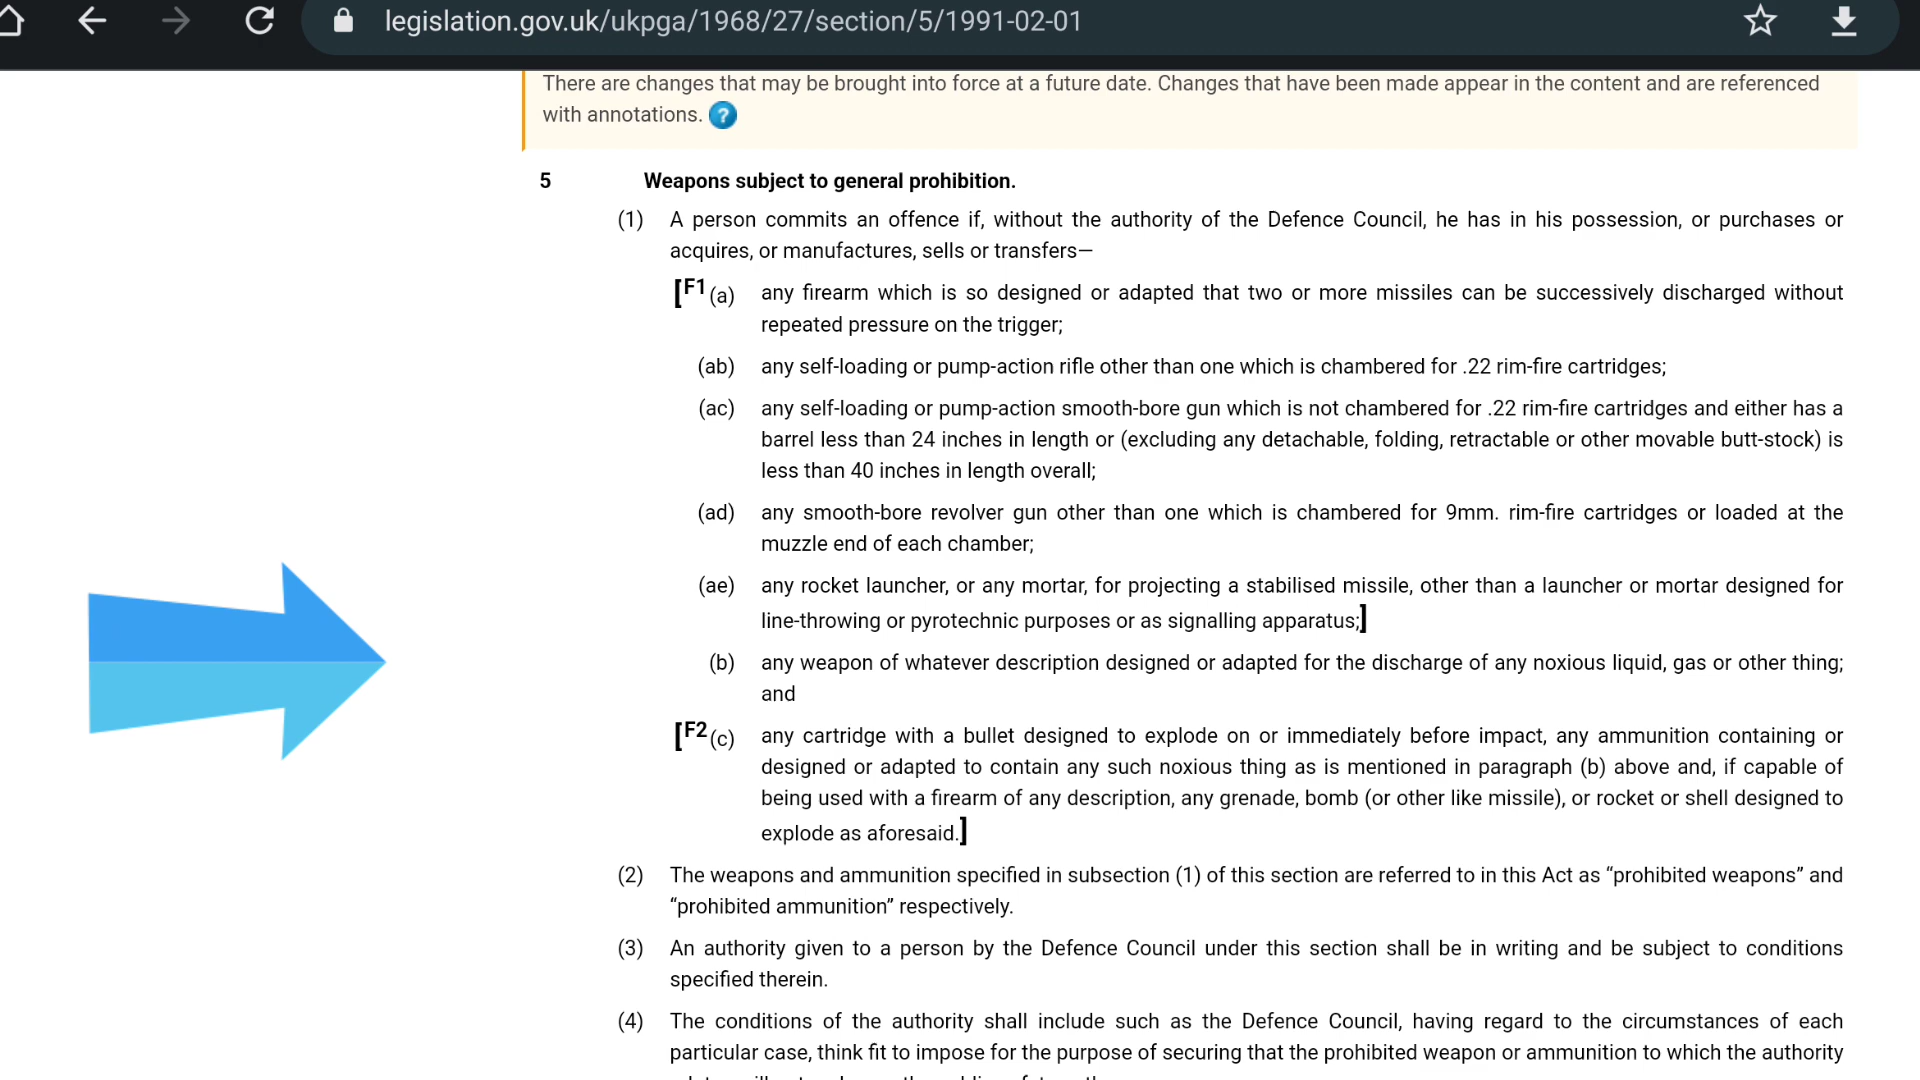 legislation.gov.uk/ukpga/1968/27/section/5/1991-02-01
There are changes that may be brought into force at a future date. Changes that have been made appear in the content and are referenced
with annotations. ?
5 Weapons subject to general prohibition.
(1) A person commits an offence if, without the authority of the Defence Council, he has in his possession, or purchases or
acquires, or manufactures, sells or transfers—
[F1(a) any firearm which is so designed or adapted that two or more missiles can be successively discharged without
repeated pressure on the trigger;
(ab) any self-loading or pump-action rifle other than one which is chambered for .22 rim-fire cartridges;
(ac) any self-loading or pump-action smooth-bore gun which is not chambered for .22 rim-fire cartridges and either has a
barrel less than 24 inches in length or (excluding any detachable, folding, retractable or other movable butt-stock) is
less than 40 inches in length overall;
(ad) any smooth-bore revolver gun other than one which is chambered for 9mm. rim-fire cartridges or loaded at the
muzzle end of each chamber;
(ae) any rocket launcher, or any mortar, for projecting a stabilised missile, other than a launcher or mortar designed for
line-throwing or pyrotechnic purposes or as signalling apparatus;]
(b) any weapon of whatever description designed or adapted for the discharge of any noxious liquid, gas or other thing;
and
[F2(c) any cartridge with a bullet designed to explode on or immediately before impact, any ammunition containing or
designed or adapted to contain any such noxious thing as is mentioned in paragraph (b) above and, if capable of
being used with a firearm of any description, any grenade, bomb (or other like missile), or rocket or shell designed to
explode as aforesaid.]
(2) The weapons and ammunition specified in subsection (1) of this section are referred to in this Act as “prohibited weapons” and
“prohibited ammunition” respectively.
(3) An authority given to a person by the Defence Council under this section shall be in writing and be subject to conditions
specified therein.
(4) The conditions of the authority shall include such as the Defence Council, having regard to the circumstances of each
particular case, think fit to impose for the purpose of securing that the prohibited weapon or ammunition to which the authority